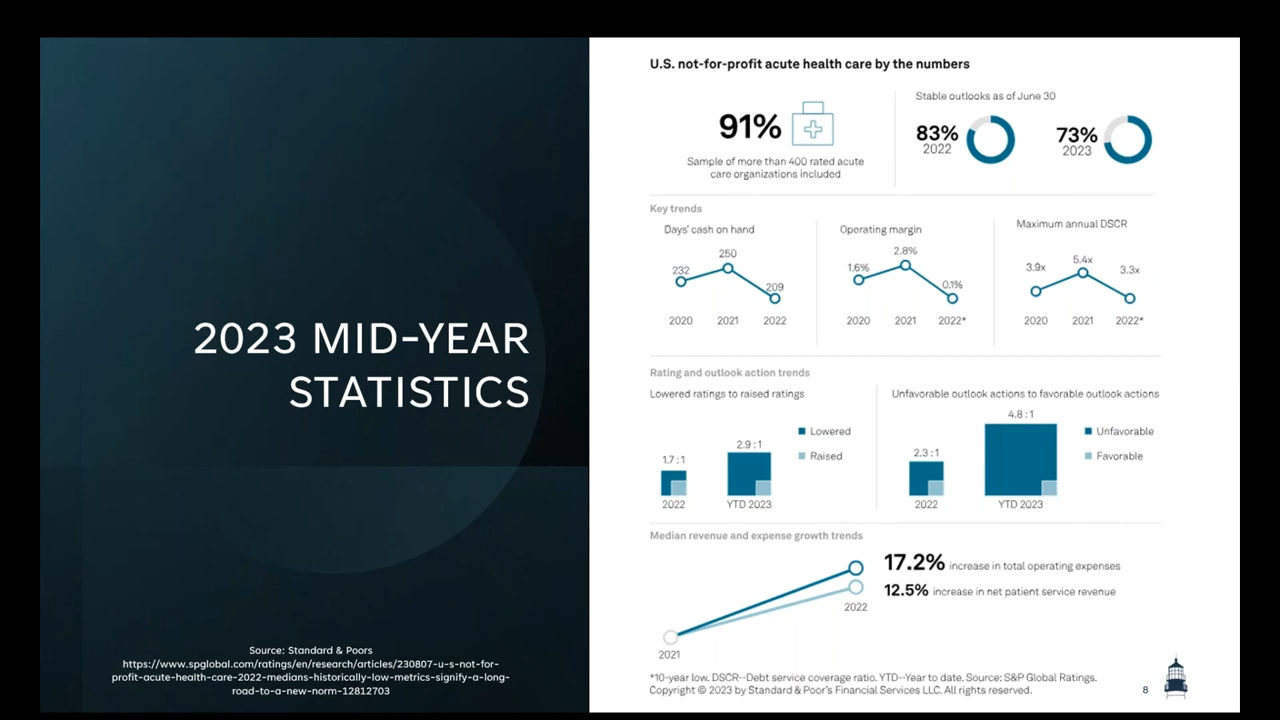 2023 MID-YEAR
STATISTICS
Source: Standard & Poors
https://www.spglobal.com/ratings/en/research/articles/230807-u-s-not-for-
profit-acute-health-care-2022-medians-historically-low-metrics-signify-a-long-
road-to-a-new-norm-12812703
U.S. not-for-profit acute health care by the numbers
91%
Sample of more than 400 rated acute
care organizations included
Stable outlooks as of June 30
83%
2022
73%
2023
Key trends
Days' cash on hand
232
250
209
2020 2021 2022
Operating margin
1.6%
2.8%
0.1%
2020 2021 2022*
Maximum annual DSCR
3.9x
5.4x
3.3x
2020 2021 2022*
Rating and outlook action trends
Lowered ratings to raised ratings
1.7 : 1
2.9 : 1
2022
YTD 2023
Lowered
Raised
Unfavorable outlook actions to favorable outlook actions
2.3 : 1
4.8 : 1
2022
YTD 2023
Unfavorable
Favorable
Median revenue and expense growth trends
2021
2022
17.2% increase in total operating expenses
12.5% increase in net patient service revenue
*10-year low. DSCR--Debt service coverage ratio. YTD--Year to date. Source: S&P Global Ratings.
Copyright © 2023 by Standard & Poor's Financial Services LLC. All rights reserved.
8